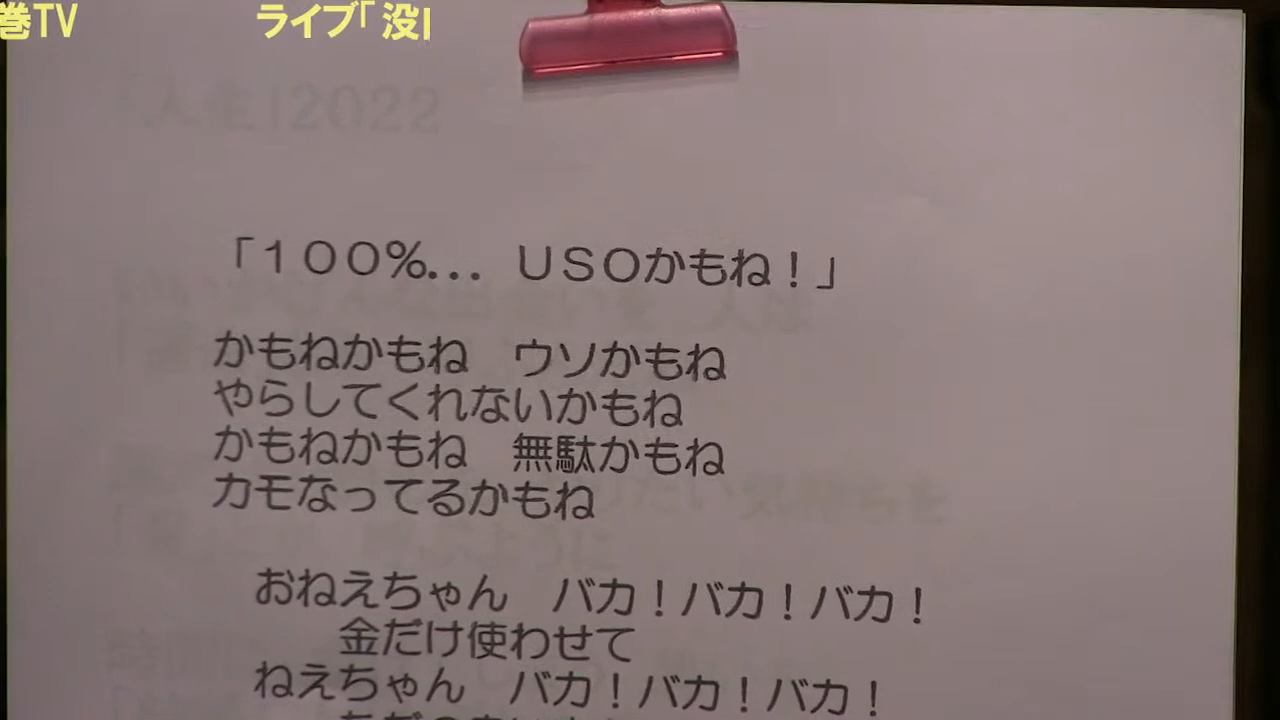 巻TV ライブ「 没
「人生」2022
「１００%... ＵＳＯかもね！」
かもねかもね　ウソかもね
やらしてくれないかもね
かもねかもね　無駄かもね
カモなってるかもね
おねえちゃん　バカ！バカ！バカ！
金だけ使わせて
ねえちゃん　バカ！バカ！バカ！